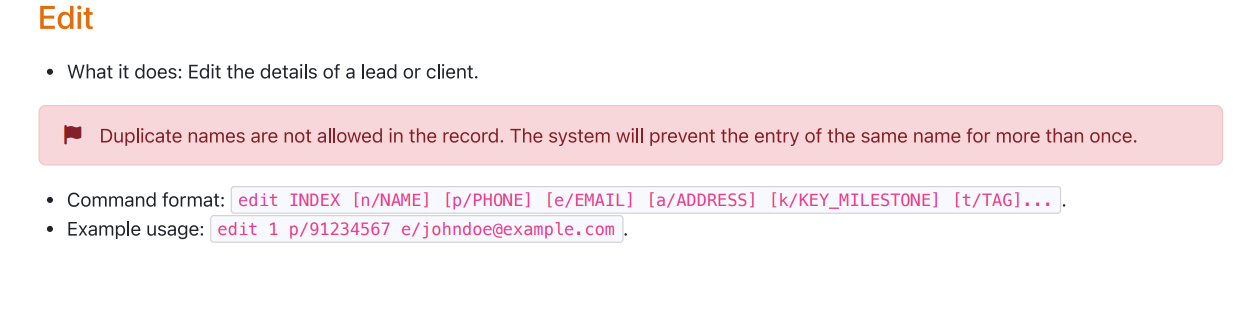 Edit
• What it does: Edit the details of a lead or client.
Duplicate names are not allowed in the record. The system will prevent the entry of the same name for more than once.
• Command format: edit INDEX [n/NAME] [p/PHONE] [e/EMAIL] [a/ADDRESS] [k/KEY_MILESTONE] [t/TAG]... .
• Example usage: edit 1 p/91234567 e/johndoe@example.com .